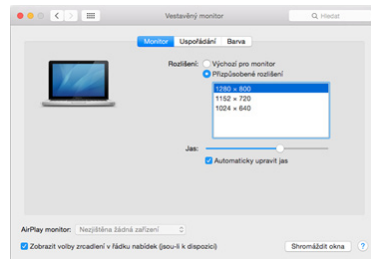 Vestavěný monitor
Hledat
Monitor Uspořádání Barva
Rozlišení: Výchozí pro monitor
Přizpůsobené rozlišení
1280 × 800
1152 × 720
1024 × 640
Jas:
Automaticky upravit jas
AirPlay monitor: Nezjištěna žádná zařízení
Zobrazit volby zrcadlení v řádku nabídek (jsou-li k dispozici)
Shromáždit okna ?